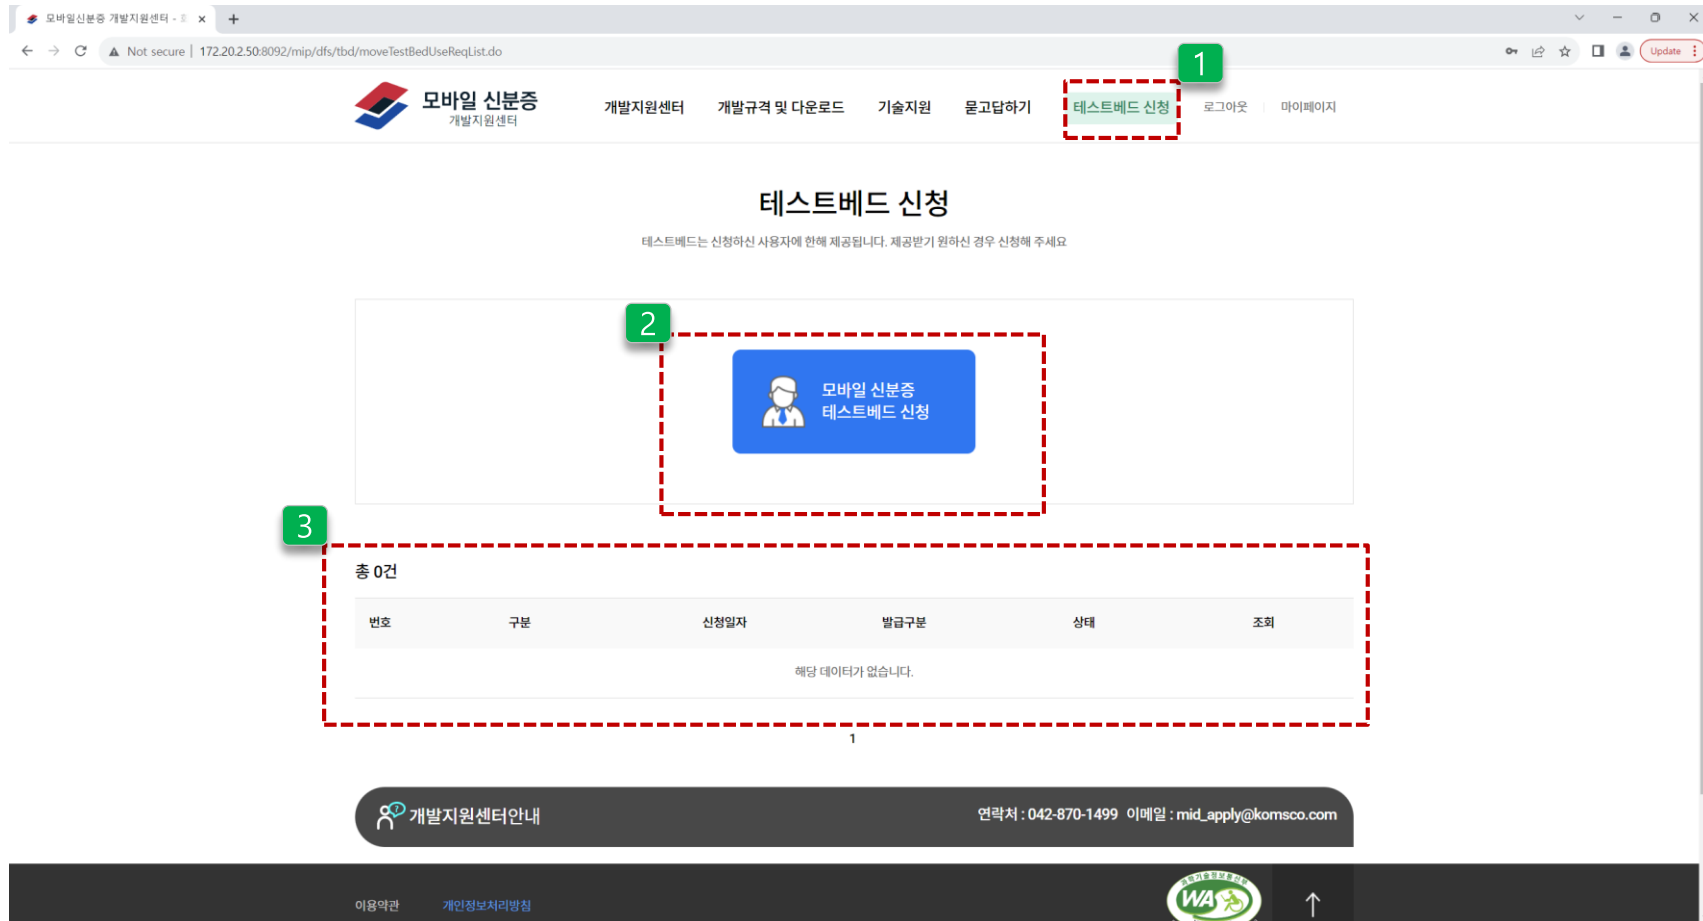 모바일신분증 개발지원센터 -
Not secure | 172.20.2.50:8092/mip/dfs/tbd/moveTestBedUseReqList.do
Update
1
모바일 신분증
개발지원센터
개발지원센터 개발규격 및 다운로드 기술지원 묻고답하기 테스트베드 신청 로그아웃 마이페이지
테스트베드 신청
테스트베드는 신청하신 사용자에 한해 제공됩니다. 제공받기 원하신 경우 신청해 주세요
2
모바일 신분증
테스트베드 신청
3
총 0건
번호 구분 신청일자 발급구분 상태 조회
해당 데이터가 없습니다.
1
개발지원센터안내 연락처 : 042-870-1499 이메일 : mid_apply@komsco.com
과학기술정보통신부
WA
이용약관 개인정보처리방침